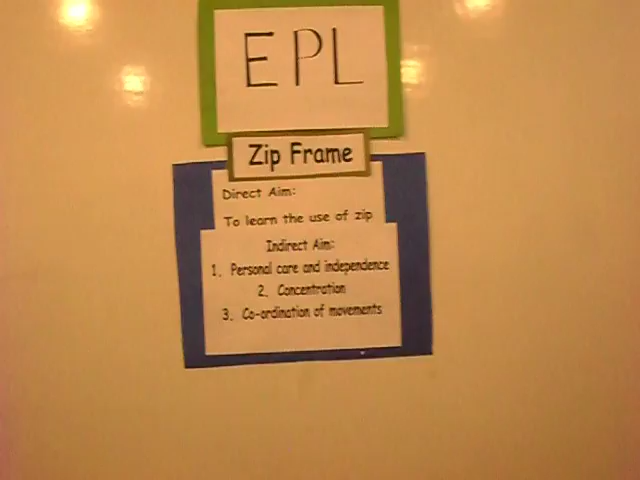 EPL
Zip Frame
Direct Aim:
To learn the use of zip
Indirect Aim:
1. Personal care and independence
2. Concentration
3. Co-ordination of movements